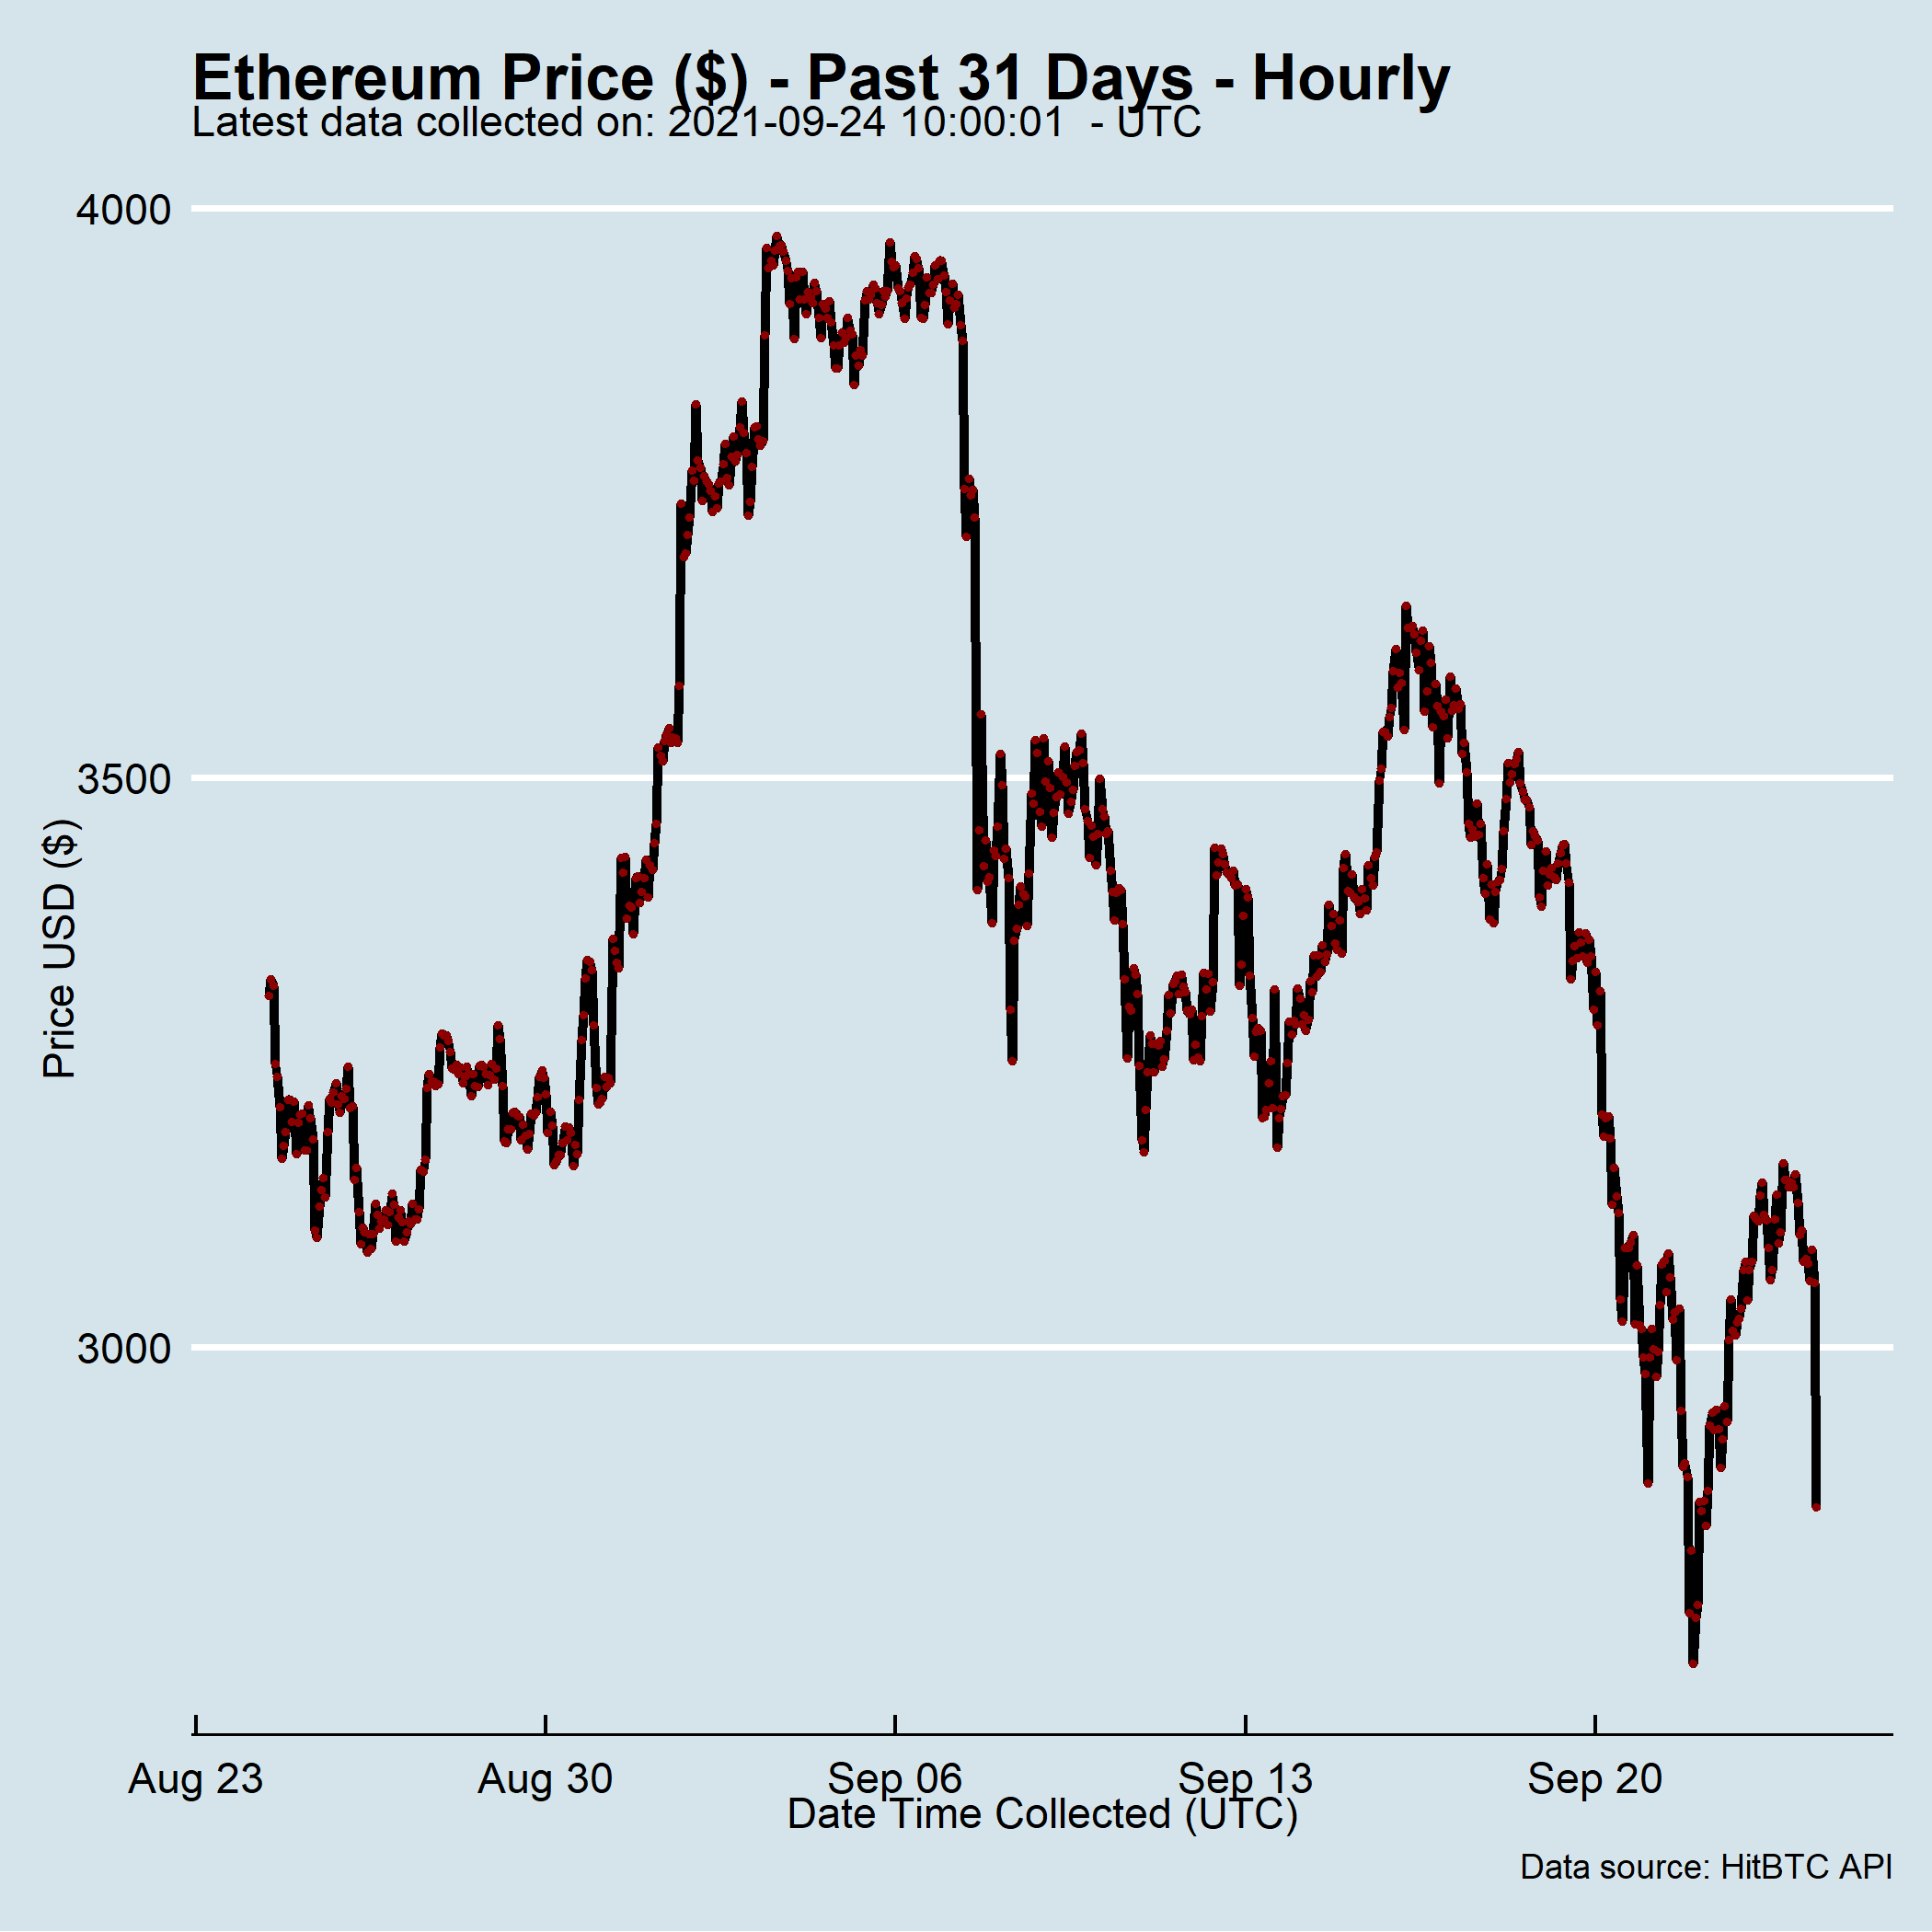 Ethereum Price ($) - Past 31 Days - Hourly
Latest data collected on: 2021-09-24 10:00:01  - UTC
4000
3500
3000
Price USD ($)
Aug 23
Aug 30
Sep 06
Sep 13
Sep 20
Date Time Collected (UTC)
Data source: HitBTC API